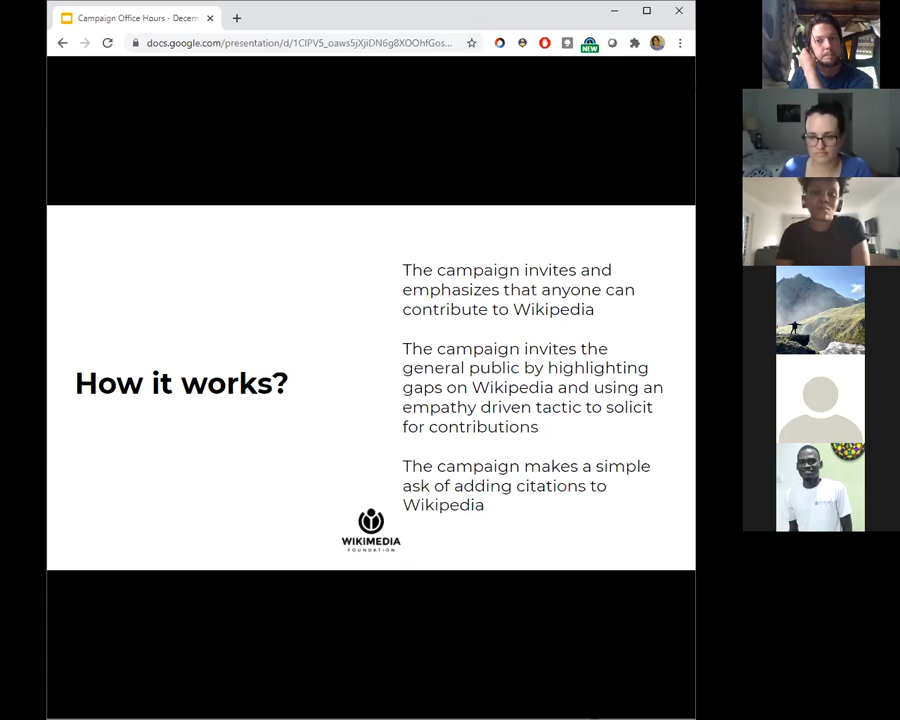 Campaign Office Hours - Decem
docs.google.com/presentation/d/1ClPV5_oaws5jXjiDN6g8XOOhfGos...
NEW
How it works?
The campaign invites and
emphasizes that anyone can
contribute to Wikipedia
The campaign invites the
general public by highlighting
gaps on Wikipedia and using an
empathy driven tactic to solicit
for contributions
The campaign makes a simple
ask of adding citations to
Wikipedia
WIKIMEDIA
FOUNDATION